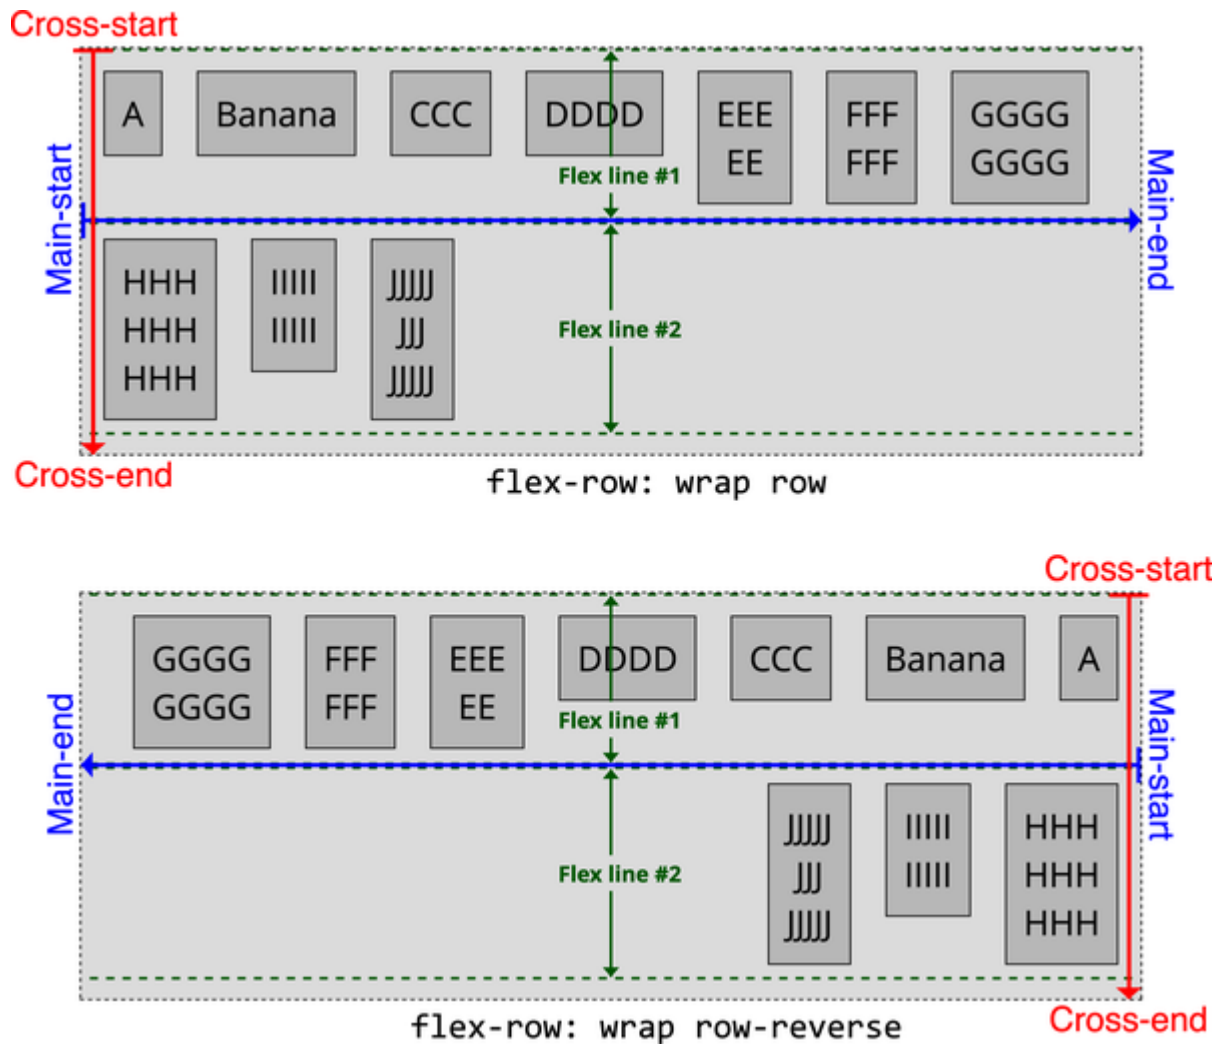 Cross-start
A Banana CCC DDDD EEE FFF GGGG
EE FFF GGGG
Flex line #1
Main-start
Main-end
HHH IIIII JJJJJ
HHH IIIII JJJ
HHH JJJJJ
Flex line #2
Cross-end
flex-row: wrap row
Cross-start
GGGG FFF EEE DDDD CCC Banana A
GGGG FFF EE
Flex line #1
Main-end
Main-start
JJJJJ IIIII HHH
JJJ IIIII HHH
JJJJJ HHH
Flex line #2
Cross-end
flex-row: wrap row-reverse